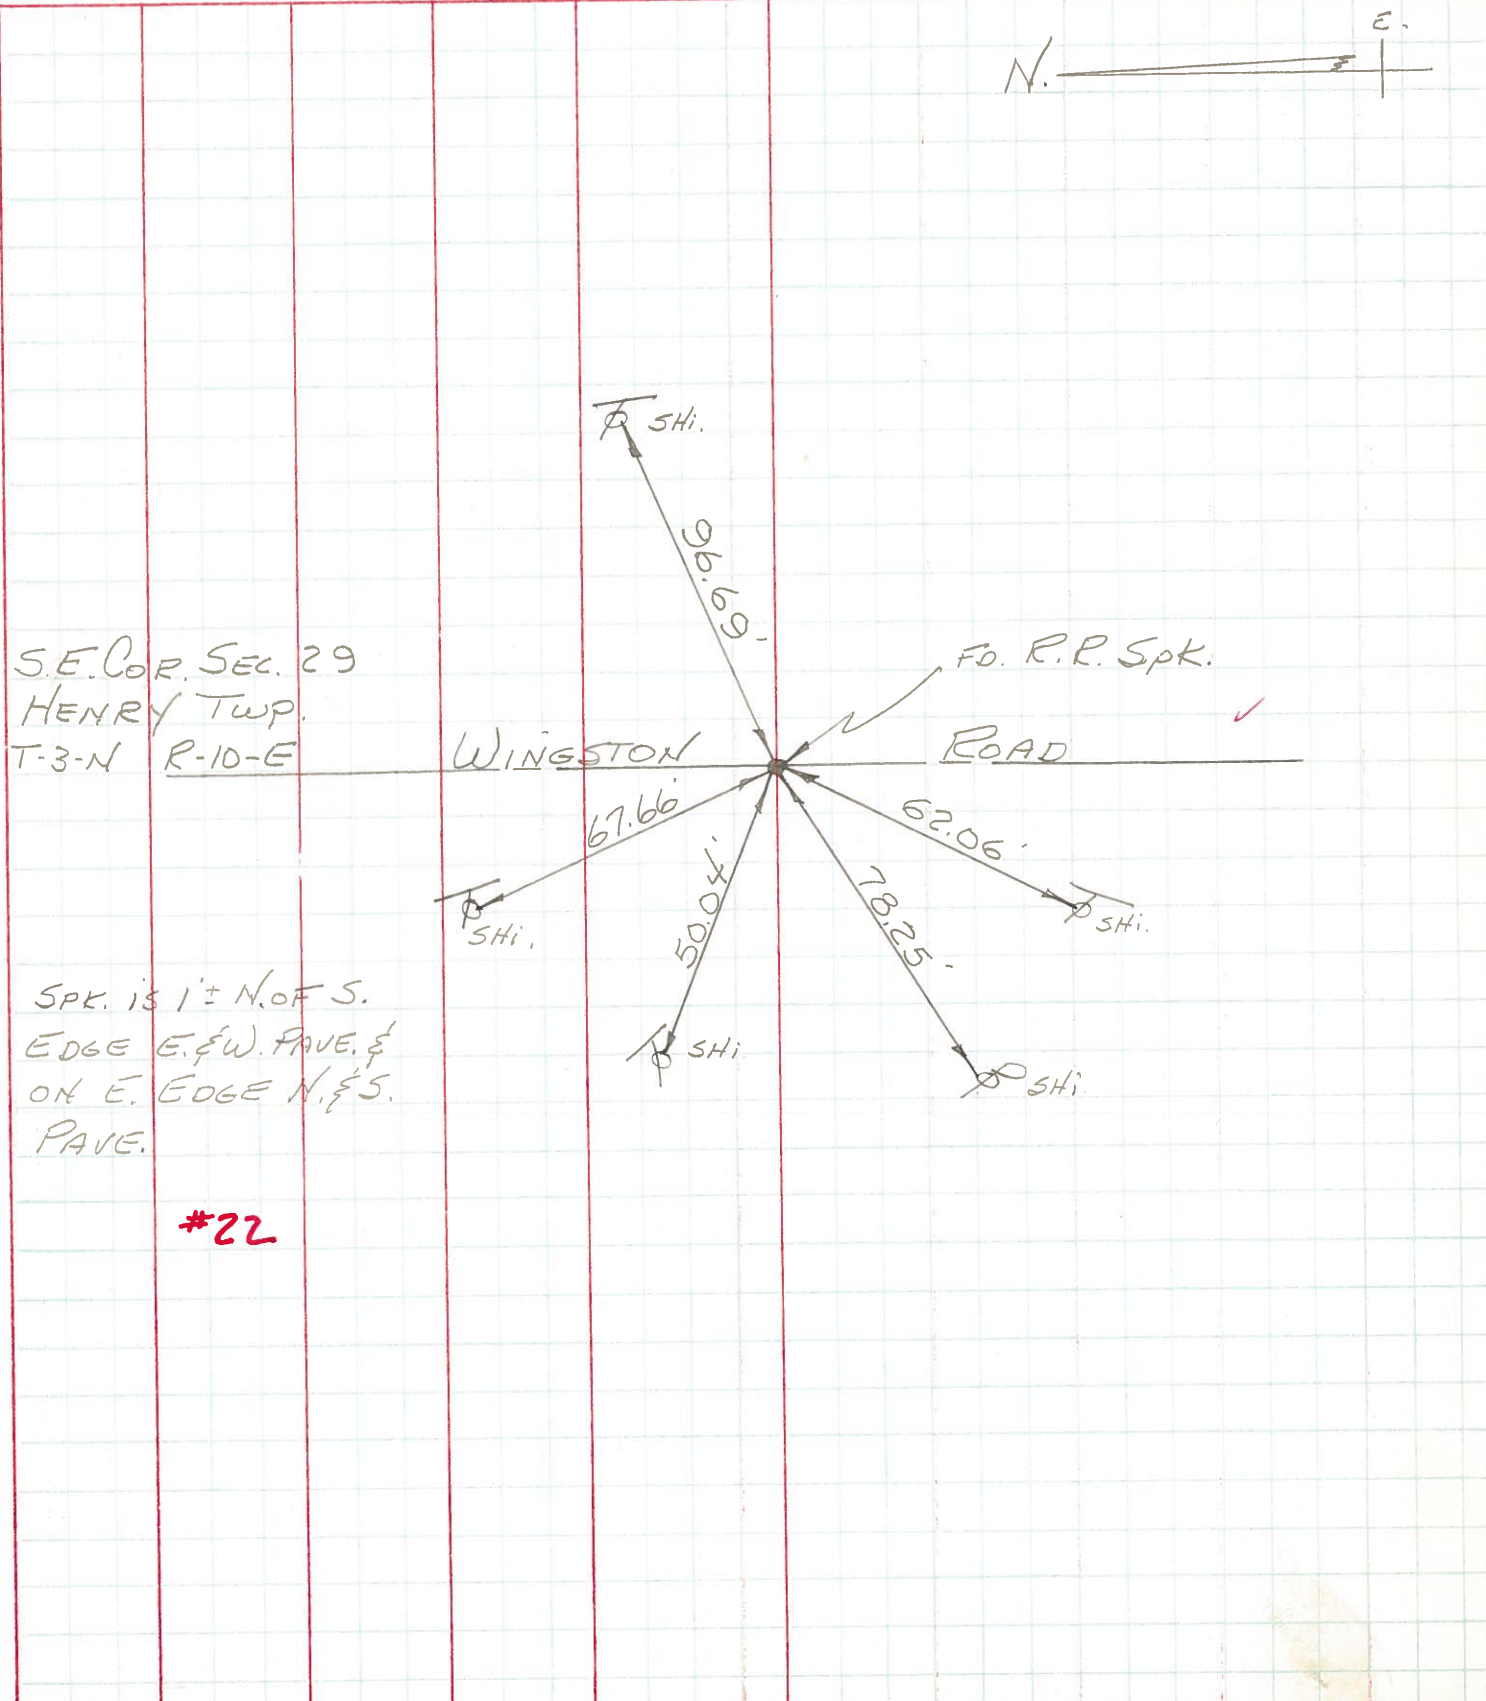 E.
N.
SHi.
96.69'
S.E. COR. SEC. 29
HENRY TWP.
T-3-N R-10-E
FD. R.R. SPK.
WINGSTON ROAD
67.66'
62.06'
50.04'
78.25'
SHi.
SHi.
SHi
SHi
SPK. is 1'± N. OF S.
EDGE E. & W. PAVE. &
ON E. EDGE N. & S.
PAVE.
#22